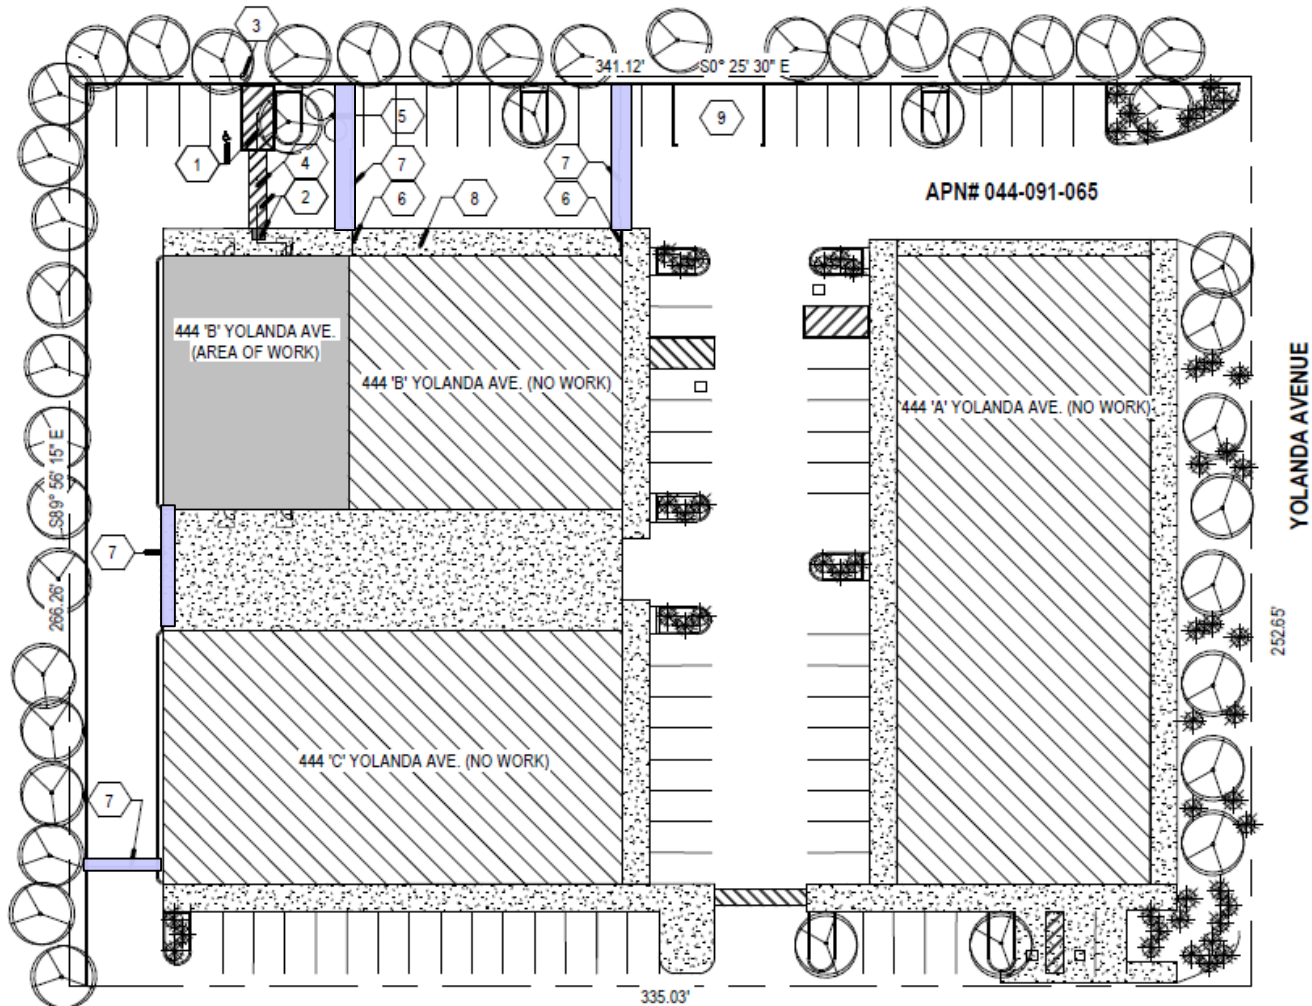 3
341.12' S0° 25' 30" E
5
9
1
4
7
7
2
6
8
6
APN# 044-091-065
444 'B' YOLANDA AVE.
(AREA OF WORK)
444 'B' YOLANDA AVE. (NO WORK)
444 'A' YOLANDA AVE. (NO WORK)
YOLANDA AVENUE
S89° 56' 15" E
266.26'
7
252.65'
444 'C' YOLANDA AVE. (NO WORK)
7
335.03'